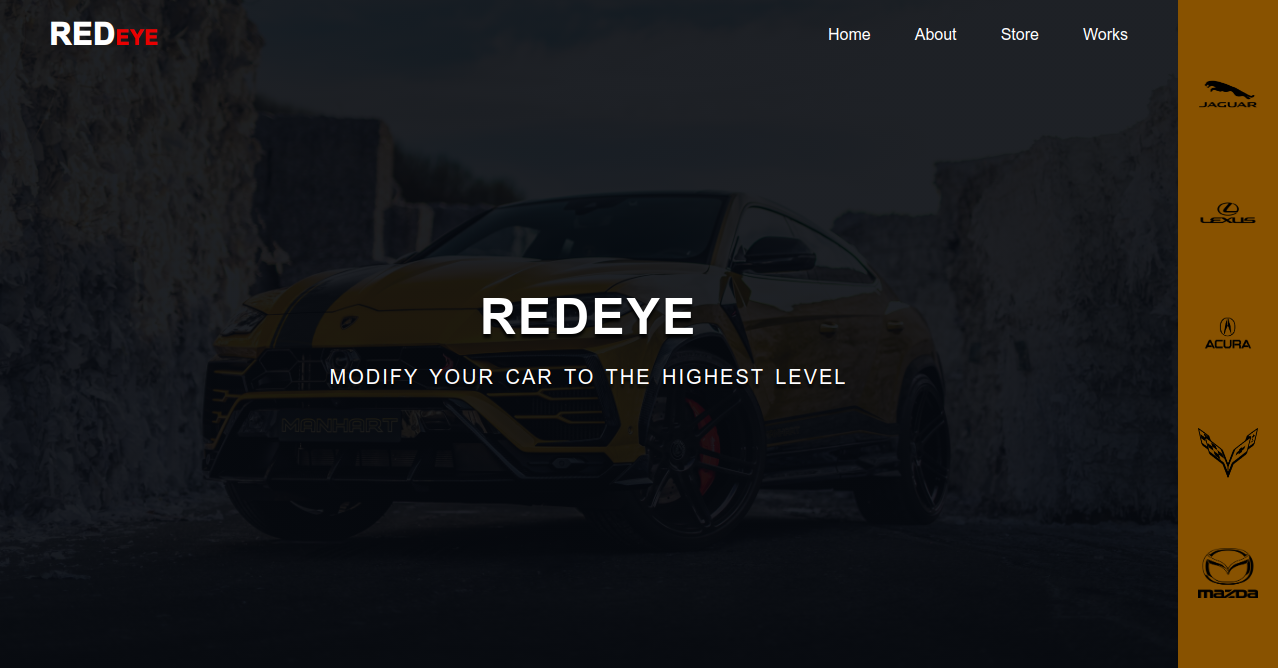 REDEYE
Home About Store Works
JAGUAR
LEXUS
ACURA
REDEYE
MODIFY YOUR CAR TO THE HIGHEST LEVEL
MANHART
mazda